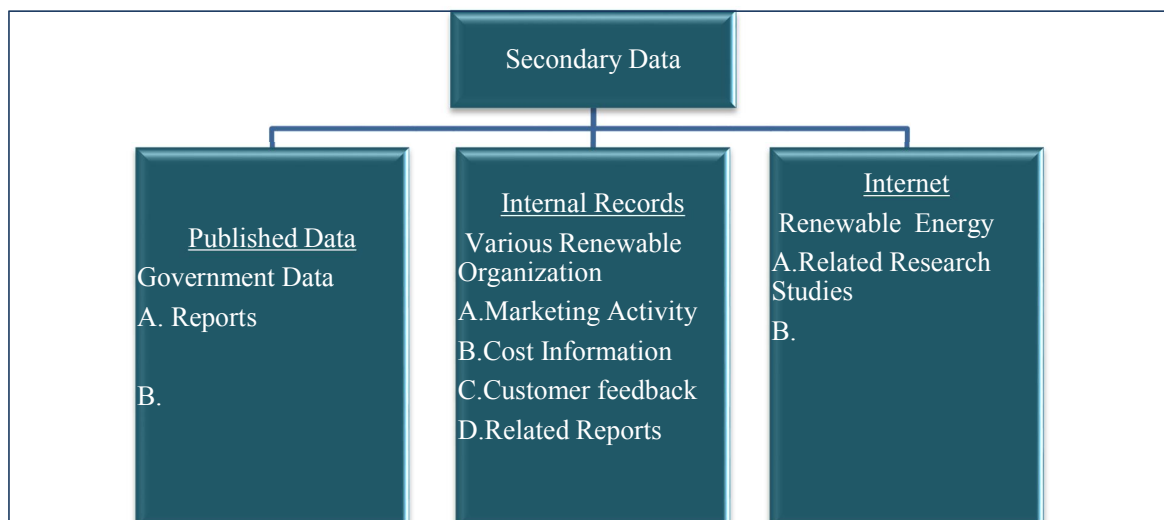 Secondary Data
Published Data
Government Data
A. Reports
B.
Internal Records
Various Renewable
Organization
A.Marketing Activity
B.Cost Information
C.Customer feedback
D.Related Reports
Internet
Renewable Energy
A.Related Research
Studies
B.